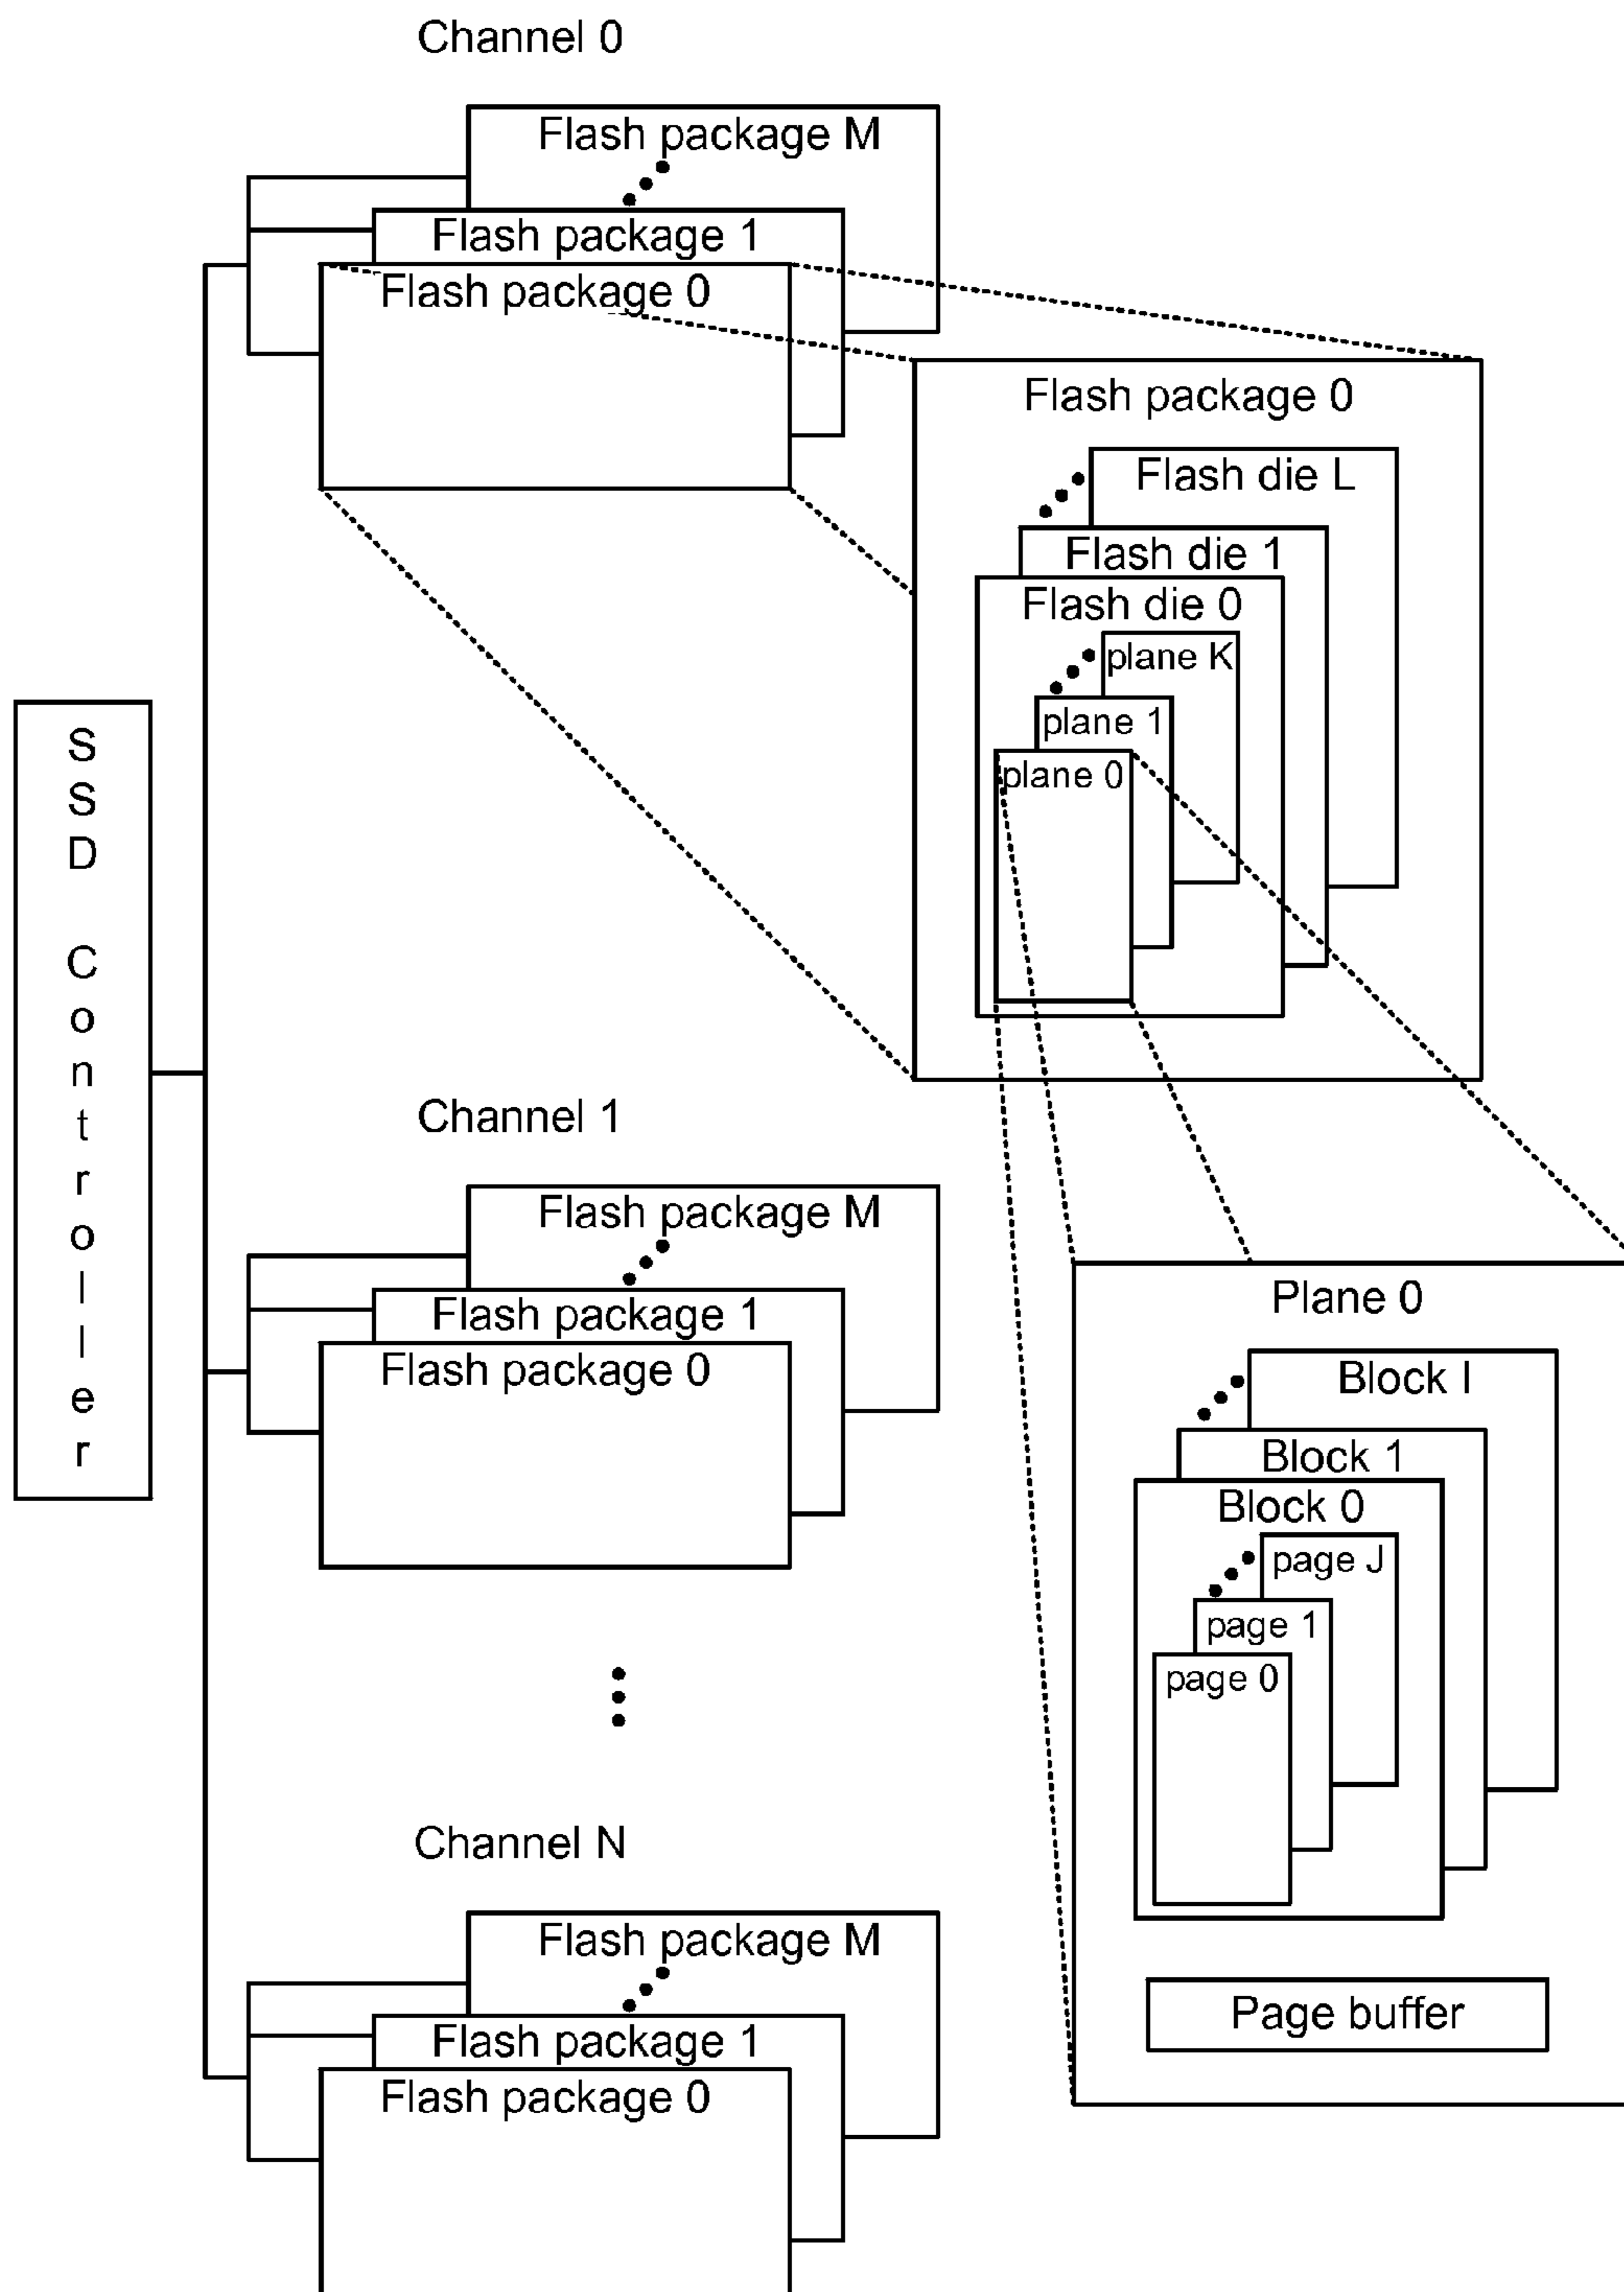 Channel 0
Flash package M
Flash package 1
Flash package 0
Flash package 0
Flash die L
Flash die 1
Flash die 0
plane K
plane 1
plane 0
SSD Controller
Channel 1
Flash package M
Flash package 1
Flash package 0
Plane 0
Block I
Block 1
Block 0
page J
page 1
page 0
Page buffer
Channel N
Flash package M
Flash package 1
Flash package 0